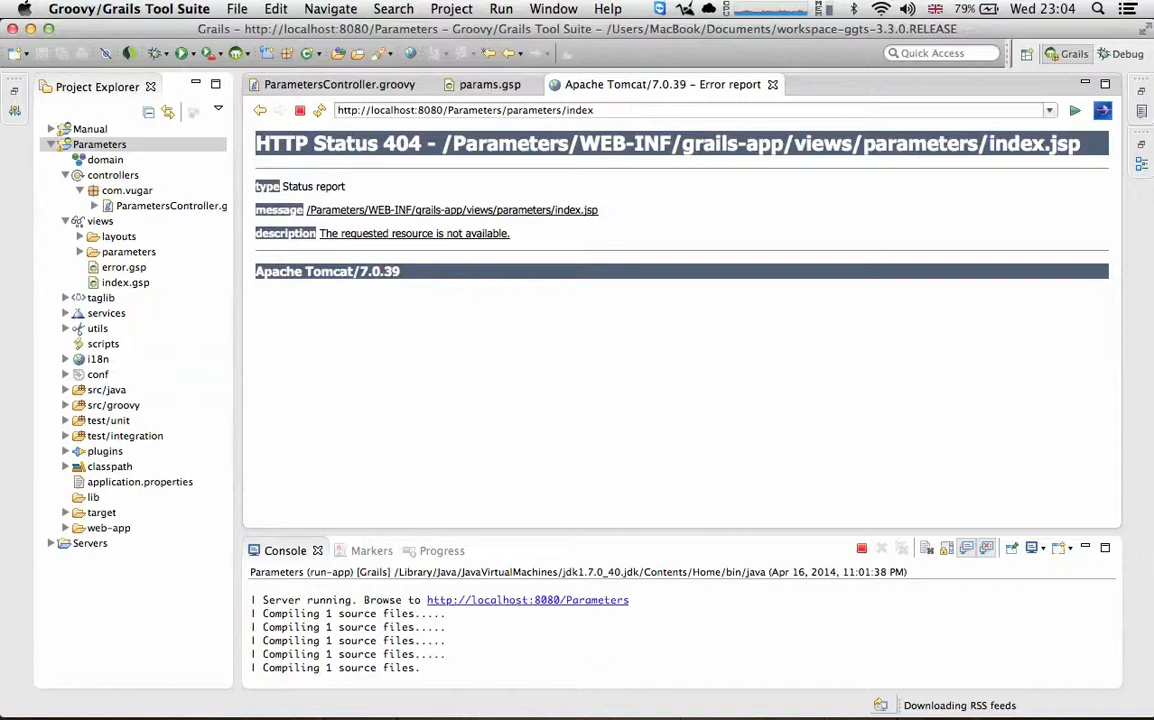 Groovy/Grails Tool Suite File Edit Navigate Search Project Run Window Help 79% Wed 23:04
Grails - http://localhost:8080/Parameters - Groovy/Grails Tool Suite - /Users/MacBook/Documents/workspace-ggts-3.3.0.RELEASE
Quick Access Grails Debug
Project Explorer
ParametersController.groovy params.gsp Apache Tomcat/7.0.39 - Error report
http://localhost:8080/Parameters/parameters/index
Manual
Parameters
domain
controllers
com.vugar
ParametersController.g
views
layouts
parameters
error.gsp
index.gsp
taglib
services
utils
scripts
i18n
conf
src/java
src/groovy
test/unit
test/integration
plugins
classpath
application.properties
lib
target
web-app
Servers
HTTP Status 404 - /Parameters/WEB-INF/grails-app/views/parameters/index.jsp
type Status report
message /Parameters/WEB-INF/grails-app/views/parameters/index.jsp
description The requested resource is not available.
Apache Tomcat/7.0.39
Console Markers Progress
Parameters (run-app) [Grails] /Library/Java/JavaVirtualMachines/jdk1.7.0_40.jdk/Contents/Home/bin/java (Apr 16, 2014, 11:01:38 PM)
| Server running. Browse to http://localhost:8080/Parameters
| Compiling 1 source files.....
| Compiling 1 source files.....
| Compiling 1 source files.....
| Compiling 1 source files.....
| Compiling 1 source files.
Downloading RSS feeds